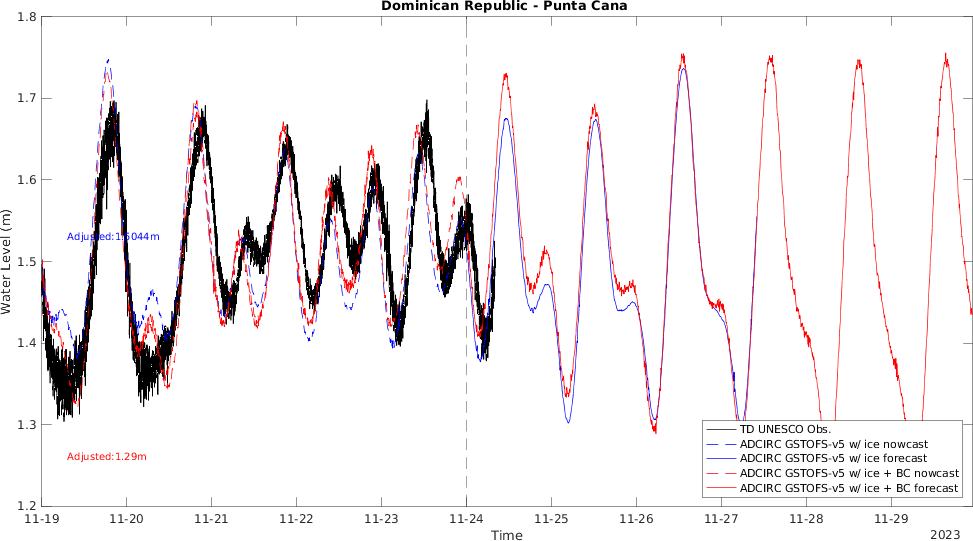 Dominican Republic - Punta Cana
1.8
1.7
1.6
1.5
1.4
1.3
1.2
Water Level (m)
Adjusted:1.5044m
Adjusted:1.29m
TD UNESCO Obs.
ADCIRC GSTOFS-v5 w/ ice nowcast
ADCIRC GSTOFS-v5 w/ ice forecast
ADCIRC GSTOFS-v5 w/ ice + BC nowcast
ADCIRC GSTOFS-v5 w/ ice + BC forecast
11-19 11-20 11-21 11-22 11-23 11-24 11-25 11-26 11-27 11-28 11-29
Time
2023